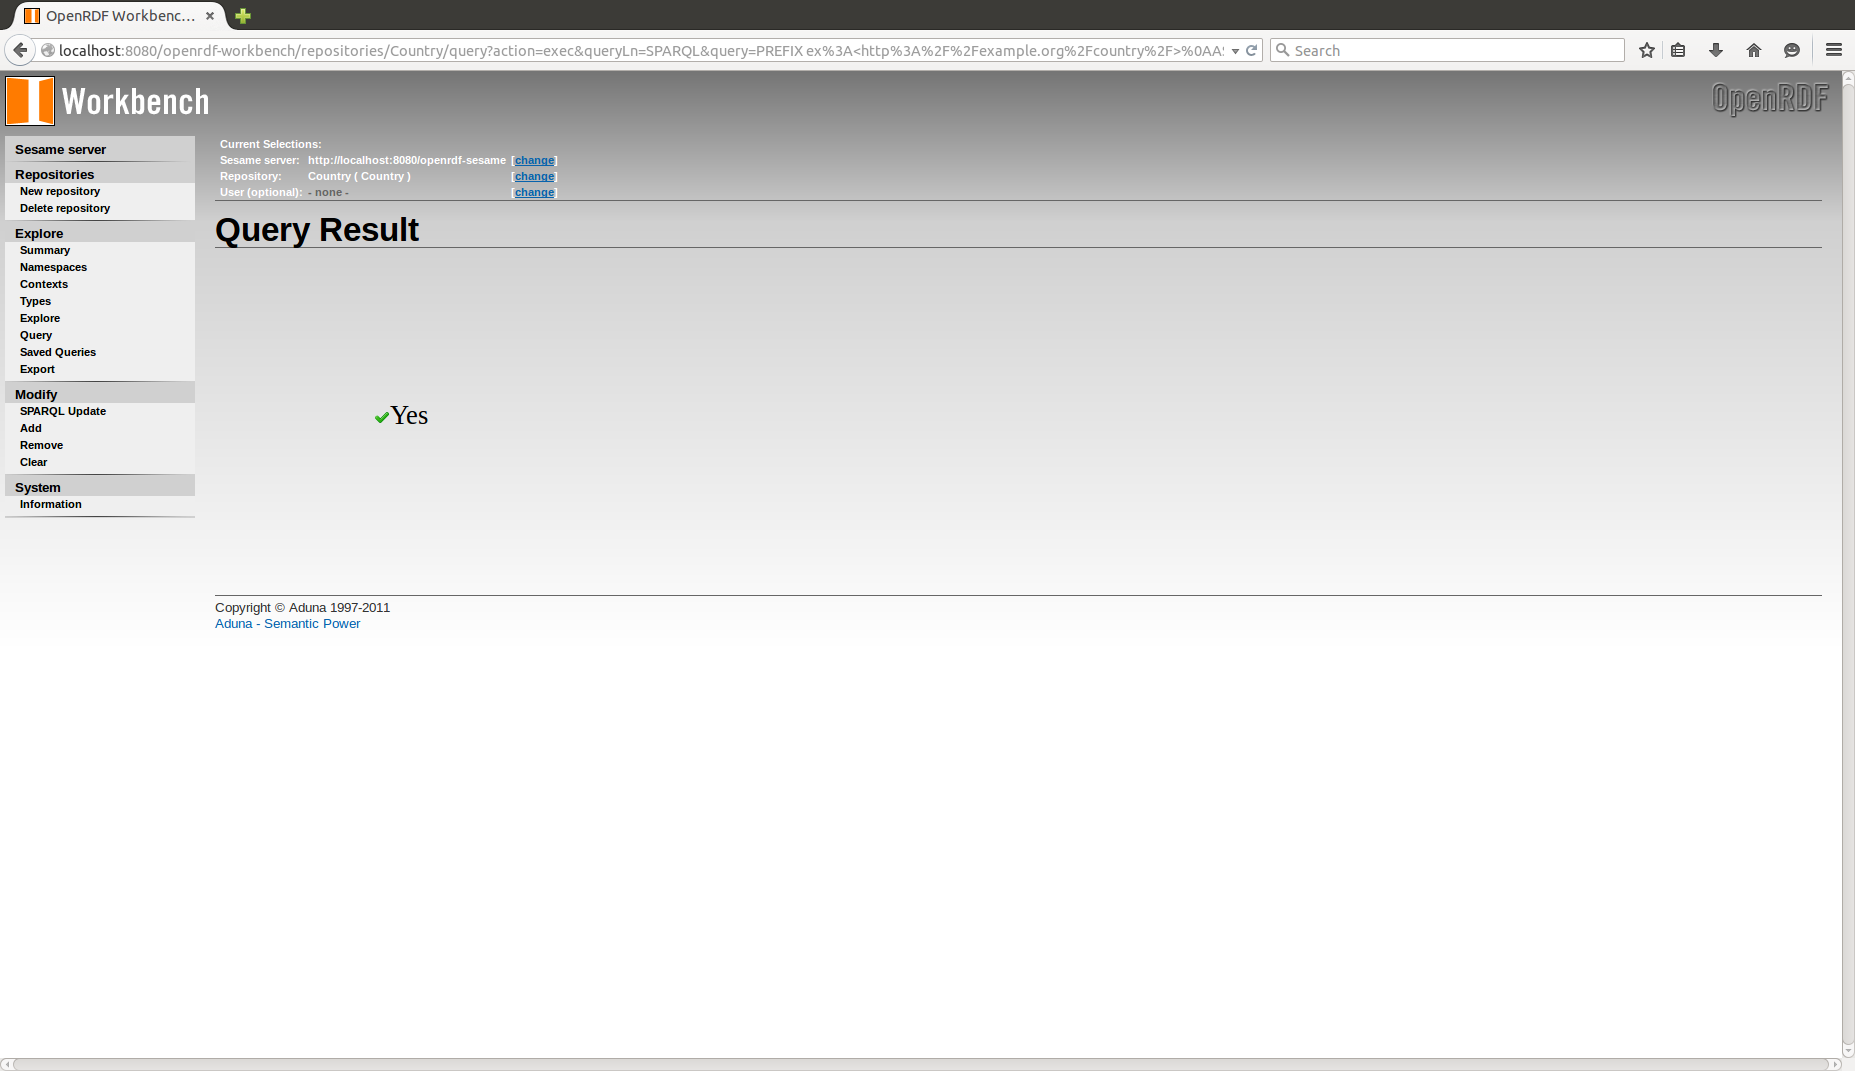 OpenRDF Workbenc...
localhost:8080/openrdf-workbench/repositories/Country/query?action=exec&queryLn=SPARQL&query=PREFIX ex%3A<http%3A%2F%2Fexample.org%2Fcountry%2F>%0AA
Search
Workbench
OpenRDF
Sesame server
Repositories
New repository
Delete repository
Explore
Summary
Namespaces
Contexts
Types
Explore
Query
Saved Queries
Export
Modify
SPARQL Update
Add
Remove
Clear
System
Information
Current Selections:
Sesame server: http://localhost:8080/openrdf-sesame [change]
Repository: Country ( Country ) [change]
User (optional): - none - [change]
Query Result
Yes
Copyright © Aduna 1997-2011
Aduna - Semantic Power